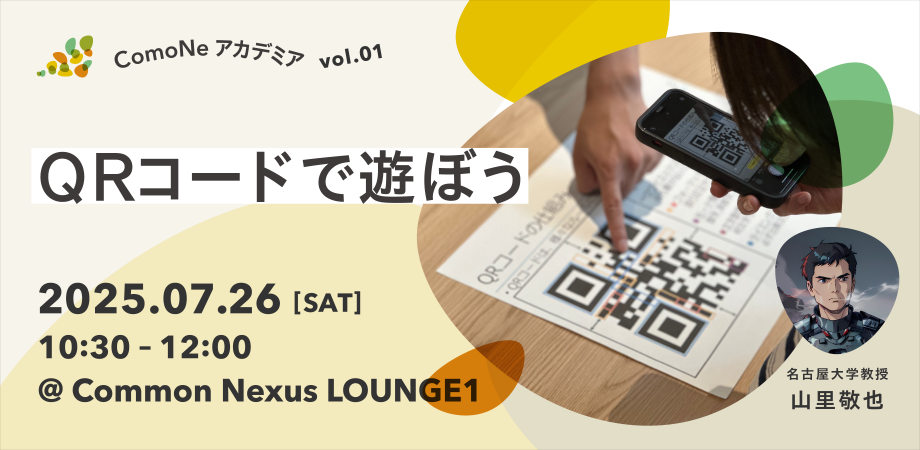 ComoNe アカデミア vol.01
QRコードで遊ぼう
2025.07.26 [SAT]
10:30 – 12:00
@ Common Nexus LOUNGE1
QRコードの仕組み
名古屋大学教授
山里敬也